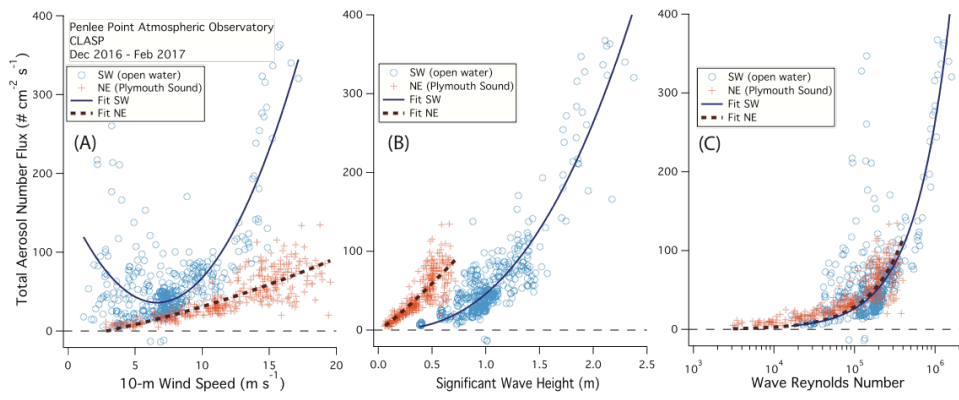 Penlee Point Atmospheric Observatory
CLASP
Dec 2016 - Feb 2017
SW (open water)
NE (Plymouth Sound)
Fit SW
Fit NE
(A)
400
300
200
100
0
Total Aerosol Number Flux (# cm⁻² s⁻¹)
0 5 10 15 20
10-m Wind Speed (m s⁻¹)
SW (open water)
NE (Plymouth Sound)
Fit SW
Fit NE
(B)
400
300
200
100
0
0.0 0.5 1.0 1.5 2.0 2.5
Significant Wave Height (m)
SW (open water)
NE (Plymouth Sound)
Fit SW
Fit NE
(C)
400
300
200
100
0
10³ 10⁴ 10⁵ 10⁶
Wave Reynolds Number